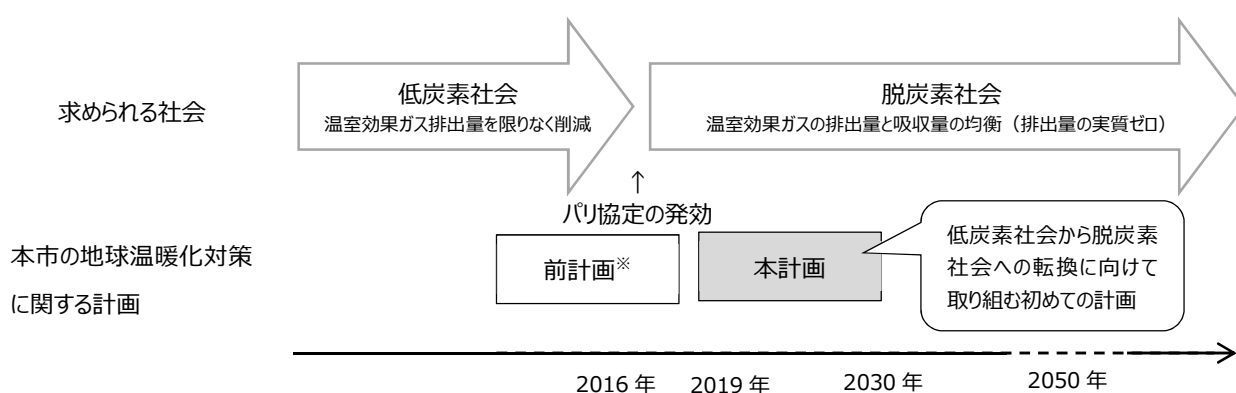 求められる社会
低炭素社会
温室効果ガス排出量を限りなく削減
脱炭素社会
温室効果ガスの排出量と吸収量の均衡（排出量の実質ゼロ）
↑
パリ協定の発効
本市の地球温暖化対策
に関する計画
前計画※
本計画
低炭素社会から脱炭素
社会への転換に向けて
取り組む初めての計画
2016 年
2019 年
2030 年
2050 年